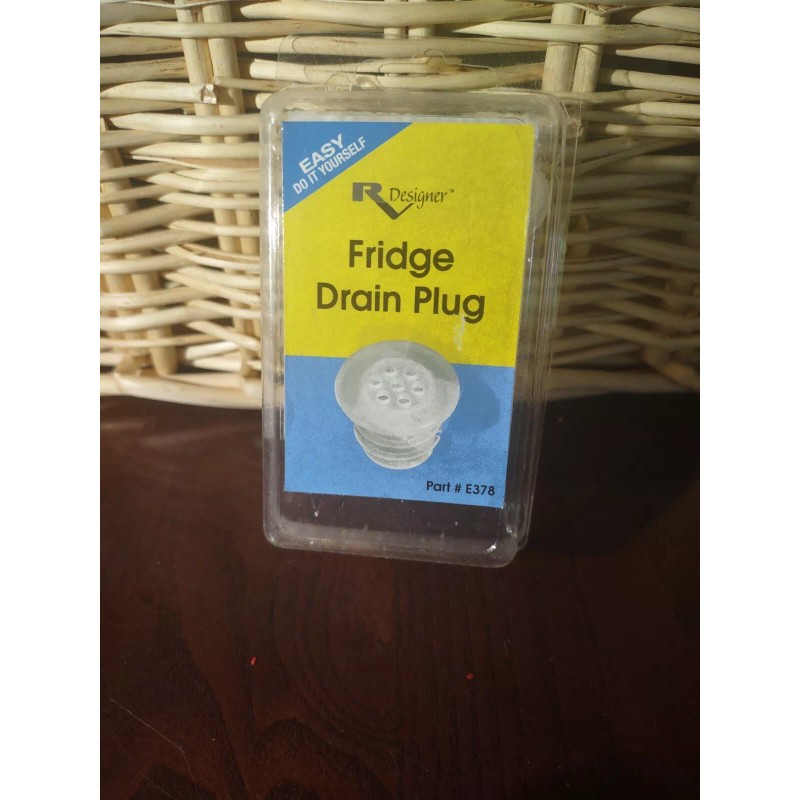 EASY
DO IT YOURSELF
RV Designer™
Fridge
Drain Plug
Part # E378